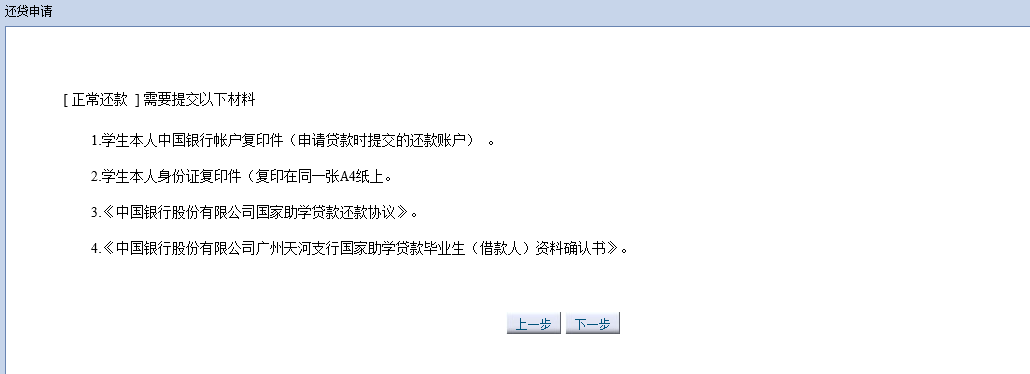 还贷申请
[ 正常还款 ] 需要提交以下材料
1.学生本人中国银行帐户复印件（申请贷款时提交的还款账户） 。
2.学生本人身份证复印件（复印在同一张A4纸上。
3.《中国银行股份有限公司国家助学贷款还款协议》。
4.《中国银行股份有限公司广州天河支行国家助学贷款毕业生（借款人）资料确认书》。
上一步 下一步